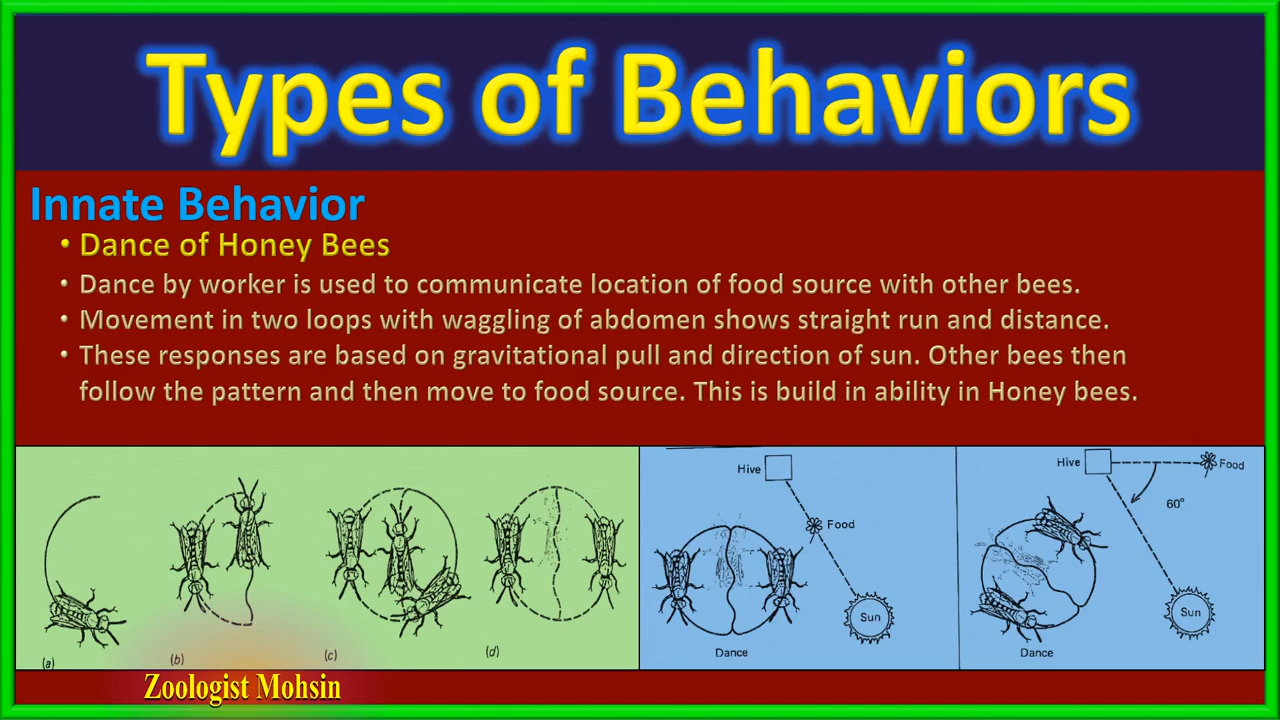 Types of Behaviors
Innate Behavior
• Dance of Honey Bees
• Dance by worker is used to communicate location of food source with other bees.
• Movement in two loops with waggling of abdomen shows straight run and distance.
• These responses are based on gravitational pull and direction of sun. Other bees then
follow the pattern and then move to food source. This is build in ability in Honey bees.
(a)
(b)
(c)
(d)
Hive
Food
Sun
Dance
Hive
Food
60°
Sun
Dance
Zoologist Mohsin